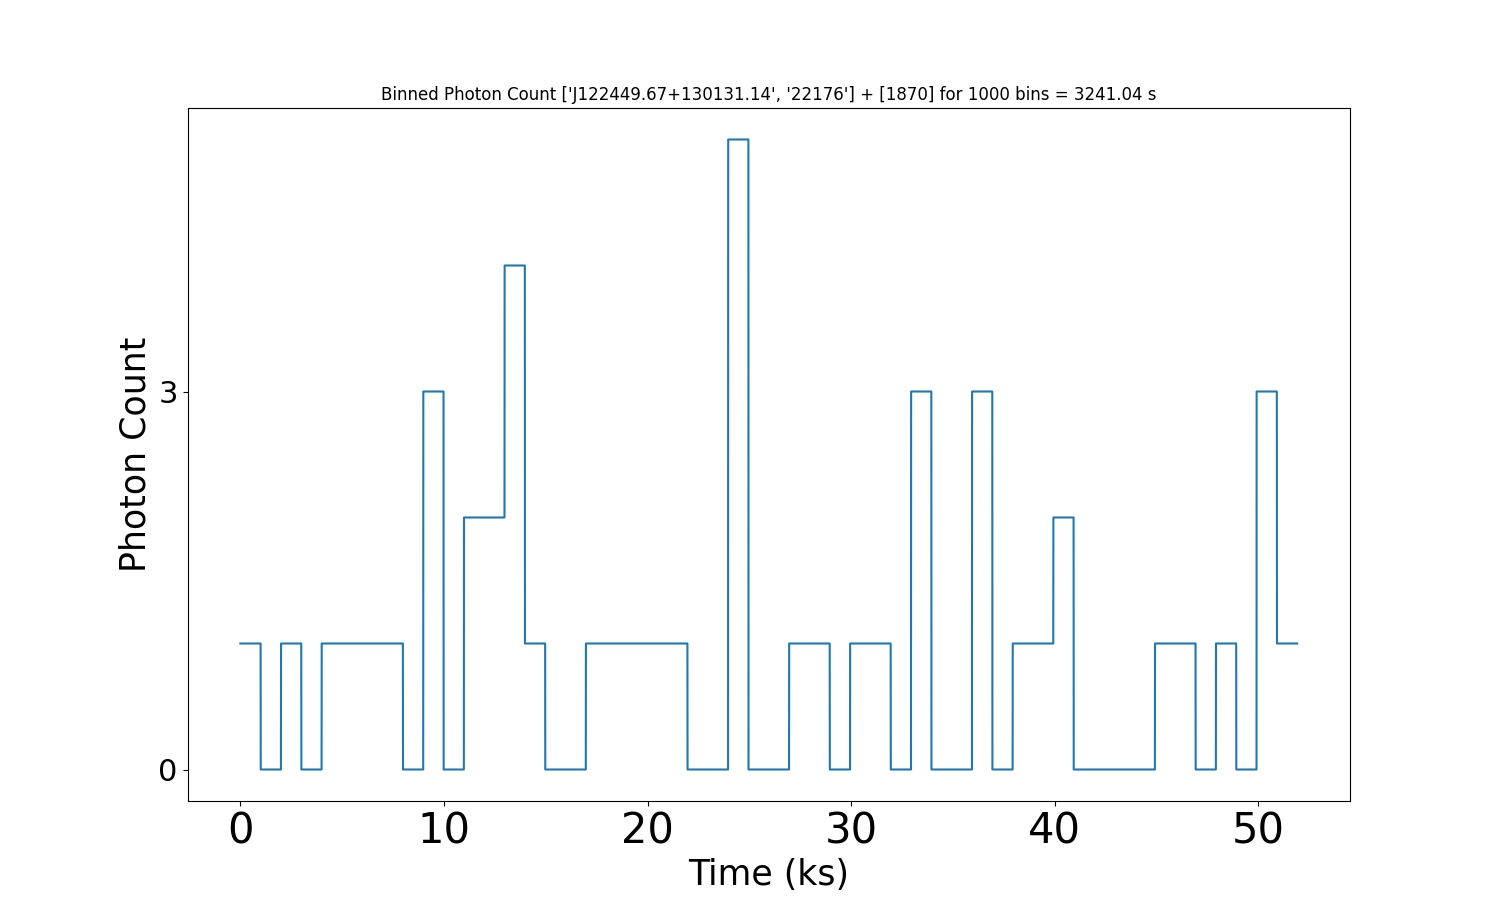 Binned Photon Count ['J122449.67+130131.14', '22176'] + [1870] for 1000 bins = 3241.04 s
Photon Count
3
0
0 10 20 30 40 50
Time (ks)